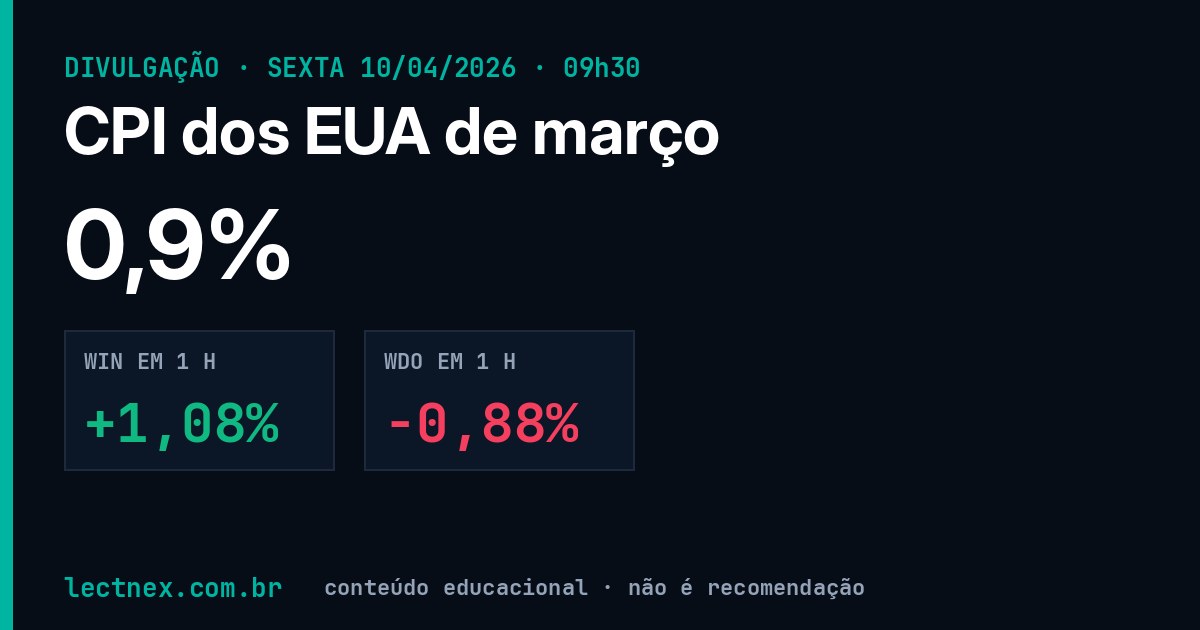 DIVULGAÇÃO · SEXTA 10/04/2026 · 09h30
CPI dos EUA de março
0,9%
WIN EM 1 H
WDO EM 1 H
+1,08%
-0,88%
lectnex.com.br
conteúdo educacional · não é recomendação